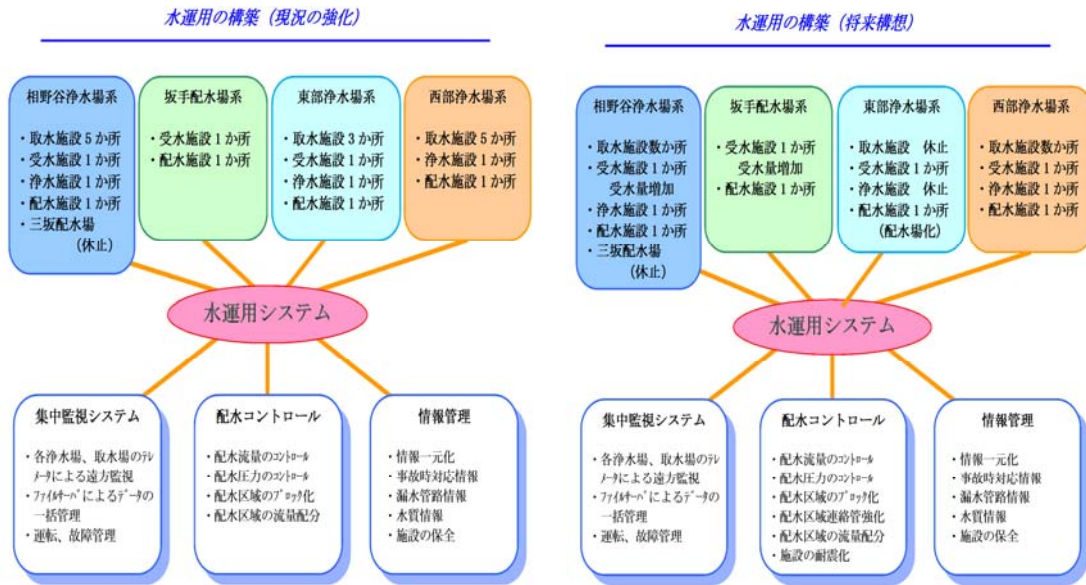 水運用の構築（現況の強化）
相野谷浄水場系
・取水施設５か所
・受水施設１か所
・浄水施設１か所
・配水施設１か所
・三坂配水場
（休止）
坂手配水場系
・受水施設１か所
・配水施設１か所
東部浄水場系
・取水施設３か所
・受水施設１か所
・浄水施設１か所
・配水施設１か所
西部浄水場系
・取水施設５か所
・浄水施設１か所
・配水施設１か所
水運用システム
集中監視システム
・各浄水場、取水場のﾃﾚ
ﾒｰﾀによる遠方監視
・ﾌｧｲﾙｻｰﾊﾞによるデータの
一括管理
・運転、故障管理
配水コントロール
・配水流量のｺﾝﾄﾛｰﾙ
・配水圧力のｺﾝﾄﾛｰﾙ
・配水区域のﾌﾞﾛｯｸ化
・配水区域の流量配分
情報管理
・情報一元化
・事故時対応情報
・漏水管路情報
・水質情報
・施設の保全
水運用の構築（将来構想）
相野谷浄水場系
・取水施設数か所
・受水施設１か所
受水量増加
・浄水施設１か所
・配水施設１か所
・三坂配水場
（休止）
坂手配水場系
・受水施設１か所
受水量増加
・配水施設１か所
東部浄水場系
・取水施設　休止
・受水施設１か所
・浄水施設　休止
・配水施設１か所
（配水場化）
西部浄水場系
・取水施設数か所
・受水施設１か所
・浄水施設１か所
・配水施設１か所
水運用システム
集中監視システム
・各浄水場、取水場のﾃﾚ
ﾒｰﾀによる遠方監視
・ﾌｧｲﾙｻｰﾊﾞによるデータの
一括管理
・運転、故障管理
配水コントロール
・配水流量のｺﾝﾄﾛｰﾙ
・配水圧力のｺﾝﾄﾛｰﾙ
・配水区域のﾌﾞﾛｯｸ化
・配水区域連絡管強化
・配水区域の流量配分
・施設の耐震化
情報管理
・情報一元化
・事故時対応情報
・漏水管路情報
・水質情報
・施設の保全